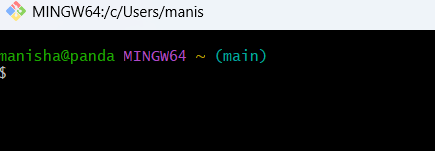 MINGW64:/c/Users/manis
manisha@panda MINGW64 ~ (main)
$